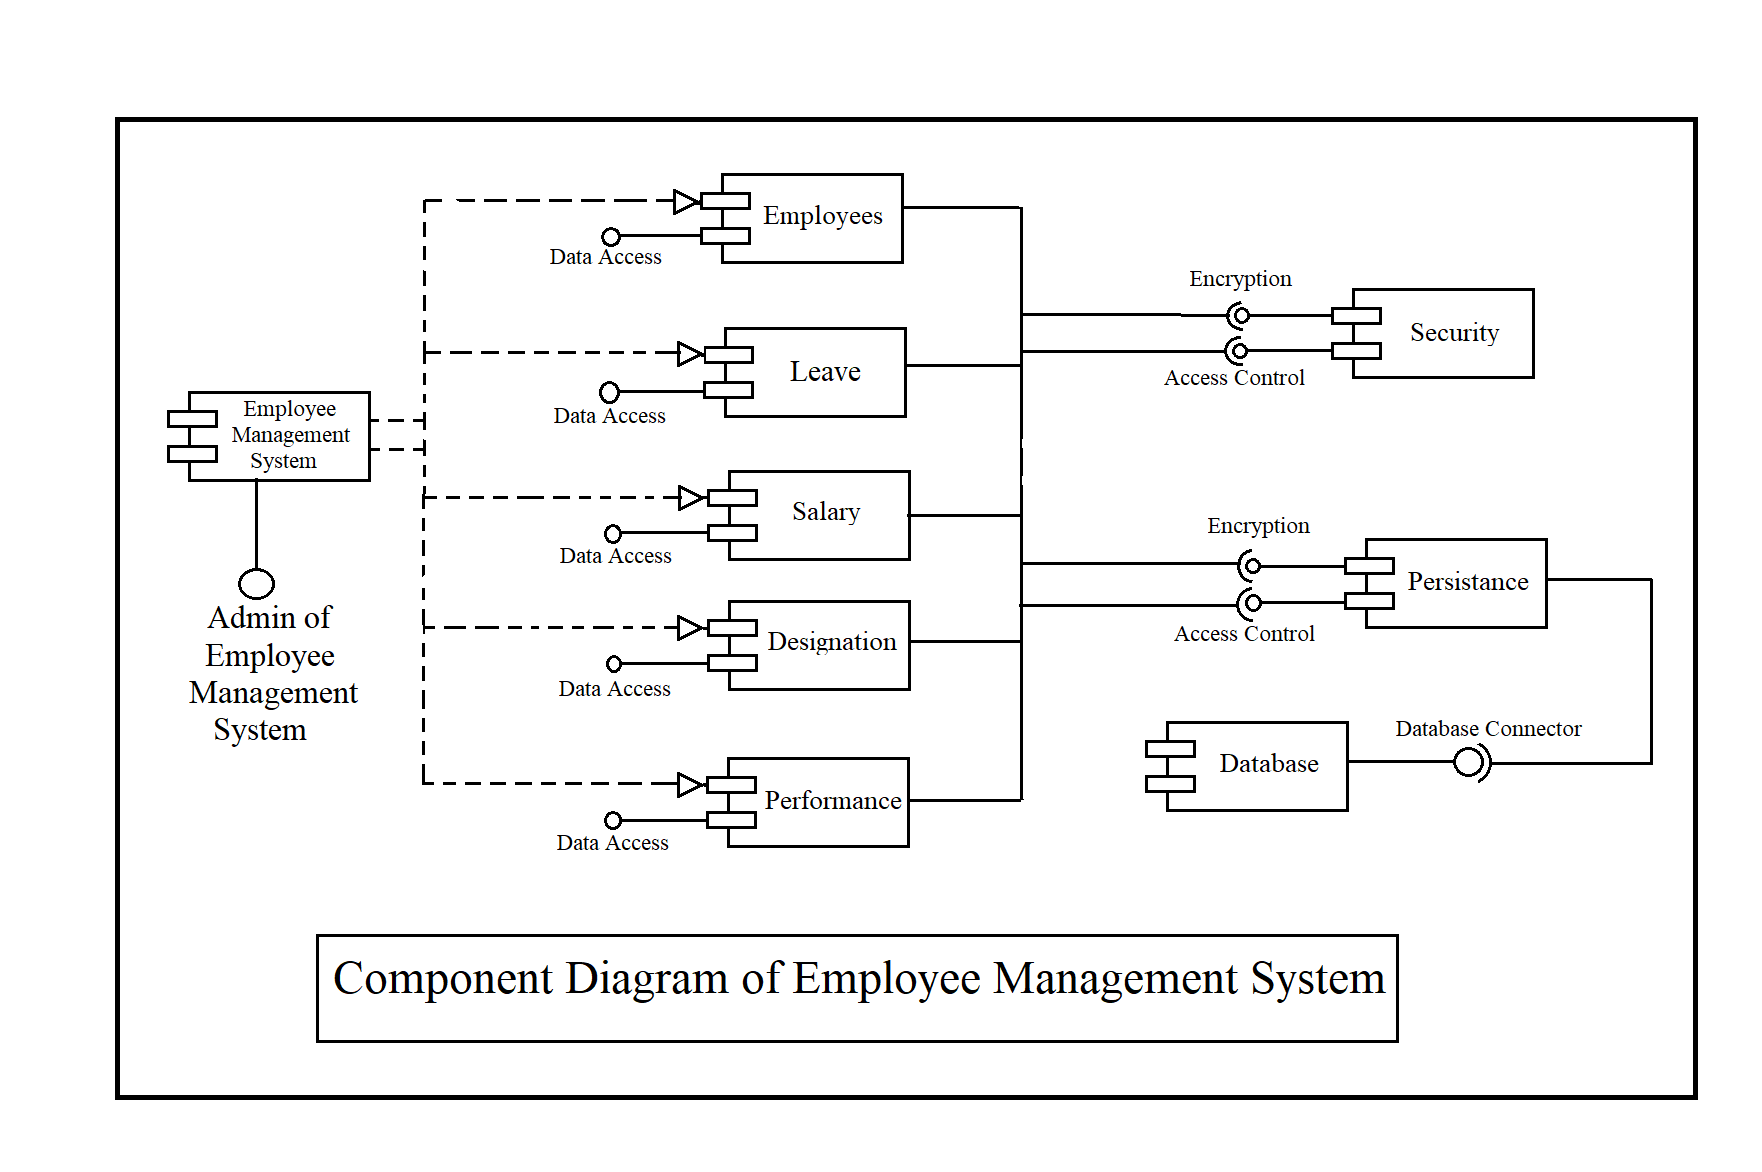 Employees
Data Access
Encryption
Security
Access Control
Leave
Data Access
Employee
Management
System
Salary
Data Access
Encryption
Persistance
Access Control
Admin of
Employee
Management
System
Designation
Data Access
Database Connector
Database
Performance
Data Access
Component Diagram of Employee Management System